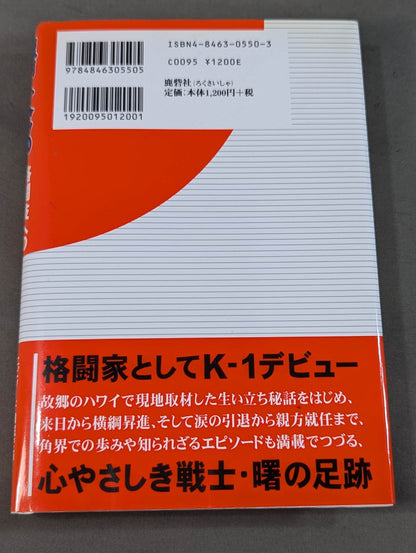 ISBN4-8463-0550-3
C0095 ¥1200E
9784846305505
鹿砦社(ろくさいしゃ)
定価:本体1,200円+税
1920095012001
格闘家としてK-1デビュー
故郷のハワイで現地取材した生い立ち秘話をはじめ、
来日から横綱昇進、そして涙の引退から親方就任まで、
角界での歩みや知られざるエピソードも満載でつづる、
心やさしき戦士・曙の足跡